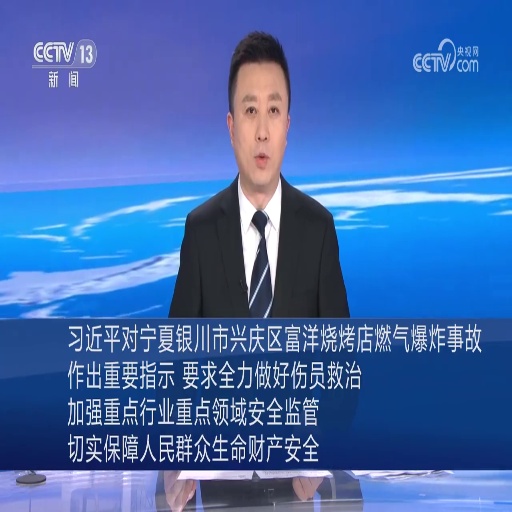 CCTV 13
新闻
央视网
CCTV.com
习近平对宁夏银川市兴庆区富洋烧烤店燃气爆炸事故
作出重要指示 要求全力做好伤员救治
加强重点行业重点领域安全监管
切实保障人民群众生命财产安全